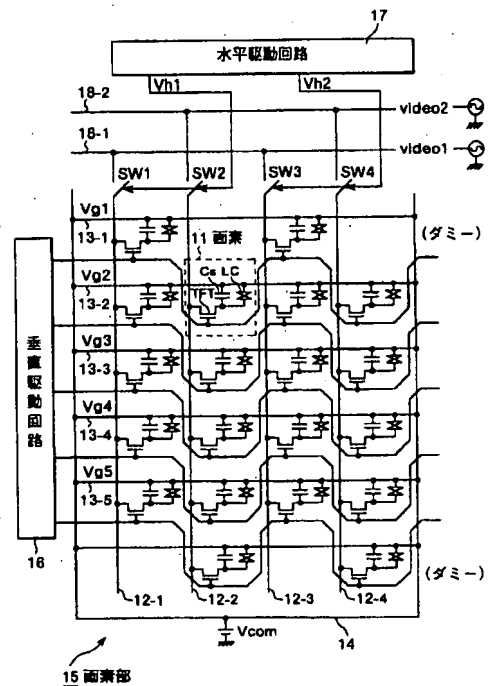 17
水平駆動回路
Vh1
Vh2
18-2
video2
18-1
video1
SW1
SW2
SW3
SW4
Vg1
11 画素
(ダミー)
13-1
Cs LC
Vg2
TFT
13-2
垂直駆動回路
Vg3
13-3
Vg4
13-4
Vg5
13-5
16
(ダミー)
12-1
12-2
12-3
12-4
Vcom
14
15 画素部